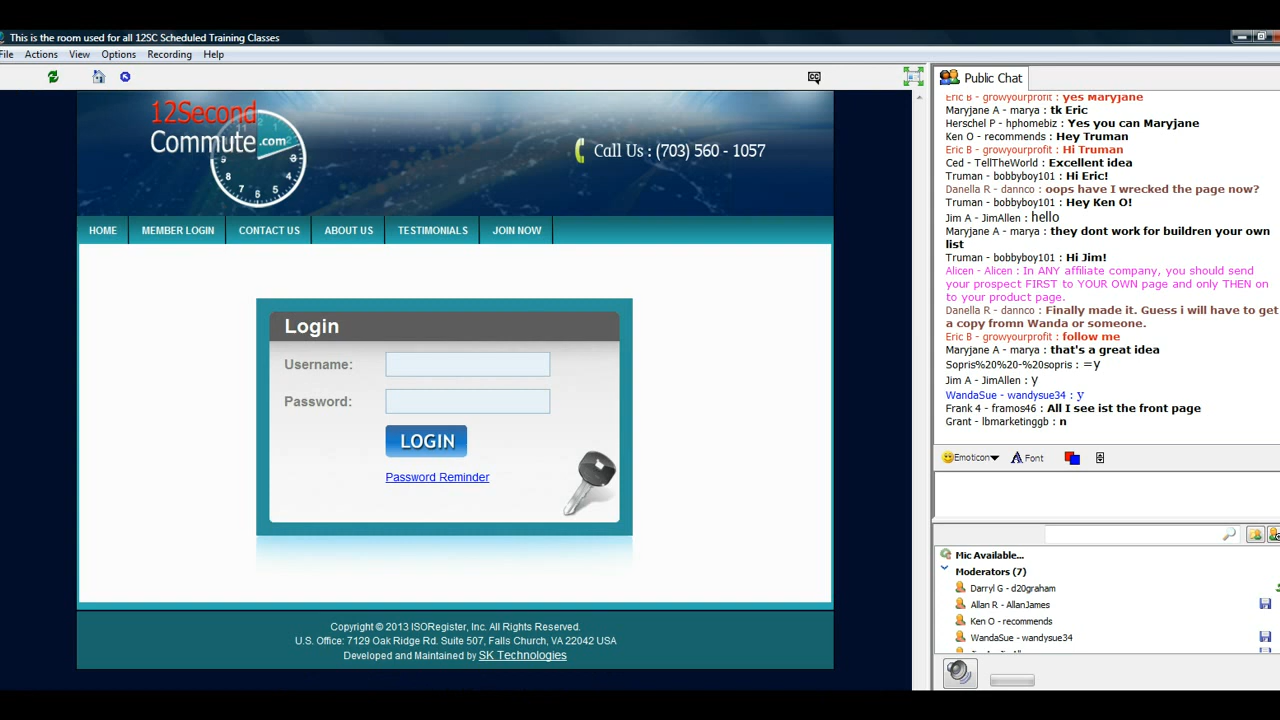 This is the room used for all 12SC Scheduled Training Classes
File Actions View Options Recording Help
CC
12Second
Commute.com
Call Us : (703) 560 - 1057
HOME MEMBER LOGIN CONTACT US ABOUT US TESTIMONIALS JOIN NOW
Login
Username:
Password:
LOGIN
Password Reminder
Copyright © 2013 ISORegister, Inc. All Rights Reserved.
U.S. Office: 7129 Oak Ridge Rd. Suite 507, Falls Church, VA 22042 USA
Developed and Maintained by SK Technologies
Public Chat
Eric B - growyourprofit : yes Maryjane
Maryjane A - marya : tk Eric
Herschel P - hphomebiz : Yes you can Maryjane
Ken O - recommends : Hey Truman
Eric B - growyourprofit : Hi Truman
Ced - TellTheWorld : Excellent idea
Truman - bobbyboy101 : Hi Eric!
Danella R - dannco : oops have I wrecked the page now?
Truman - bobbyboy101 : Hey Ken O!
Jim A - JimAllen : hello
Maryjane A - marya : they dont work for buildren your own
list
Truman - bobbyboy101 : Hi Jim!
Alicen - Alicen : In ANY affiliate company, you should send
your prospect FIRST to YOUR OWN page and only THEN on
to your product page.
Danella R - dannco : Finally made it. Guess i will have to get
a copy fromn Wanda or someone.
Eric B - growyourprofit : follow me
Maryjane A - marya : that's a great idea
Sopris%20%20-%20sopris : =y
Jim A - JimAllen : y
WandaSue - wandysue34 : y
Frank 4 - framos46 : All I see ist the front page
Grant - lbmarketinggb : n
Emoticon Font
Mic Available...
Moderators (7)
Darryl G - d20graham
Allan R - AllanJames
Ken O - recommends
WandaSue - wandysue34